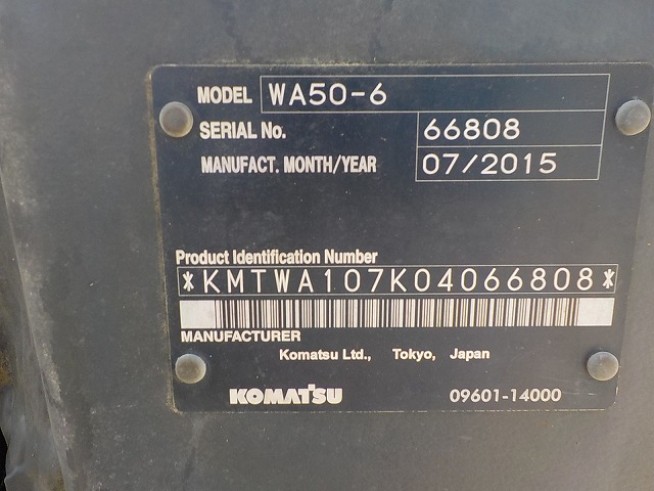 MODEL WA50-6
SERIAL No. 66808
MANUFACT. MONTH/YEAR 07/2015
Product Identification Number
*KMTWA107K04066808*
MANUFACTURER
Komatsu Ltd., Tokyo, Japan
KOMATSU 09601-14000